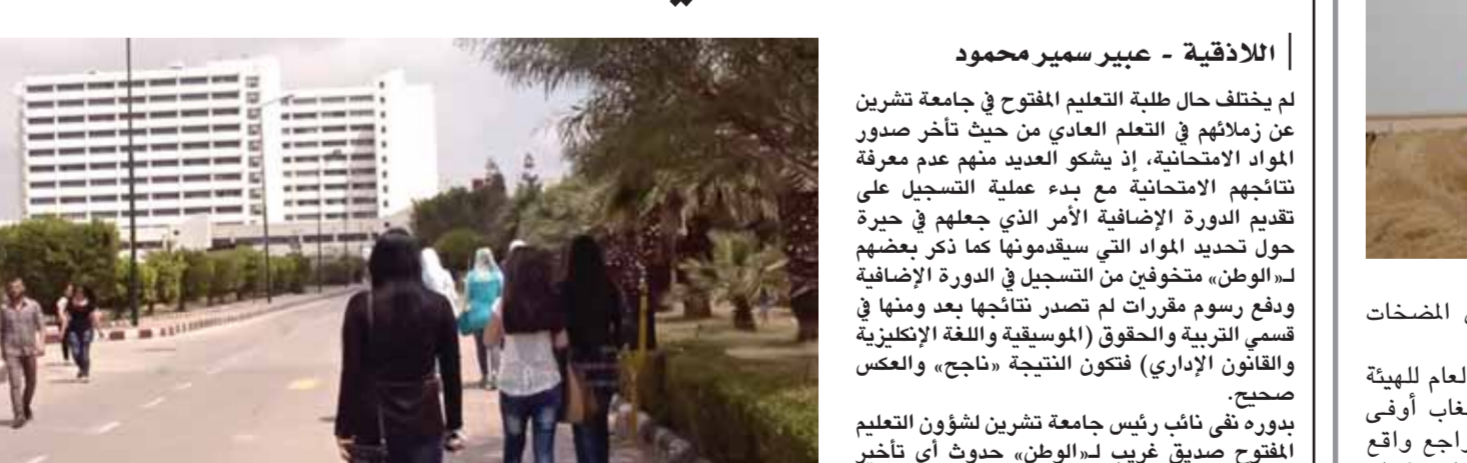 اللاذقية - عبير سمير محمود
لم يختلف حال طلبة التعليم المفتوح في جامعة تشرين
عن زملائهم في التعلم العادي من حيث تأخر صدور
المواد الامتحانية، إذ يشكو العديد منهم عدم معرفة
نتائجهم الامتحانية مع بدء عملية التسجيل على
تقديم الدورة الإضافية الأمر الذي جعلهم في حيرة
حول تحديد المواد التي سيقدمونها كما ذكر بعضهم
لـ«الوطن» متخوفين من التسجيل في الدورة الإضافية
ودفع رسوم مقررات لم تصدر نتائجها بعد ومنها في
قسمي التربية والحقوق (الموسيقية واللغة الإنكليزية
والقانون الإداري) فتكون النتيجة «ناجح» والعكس
صحيح.
بدوره نفى نائب رئيس جامعة تشرين لشؤون التعليم
المفتوح صديق غريب لـ«الوطن» حدوث أي تأخير
المضخات
لعام للهيئة
غاب أوفى
راجع واقع